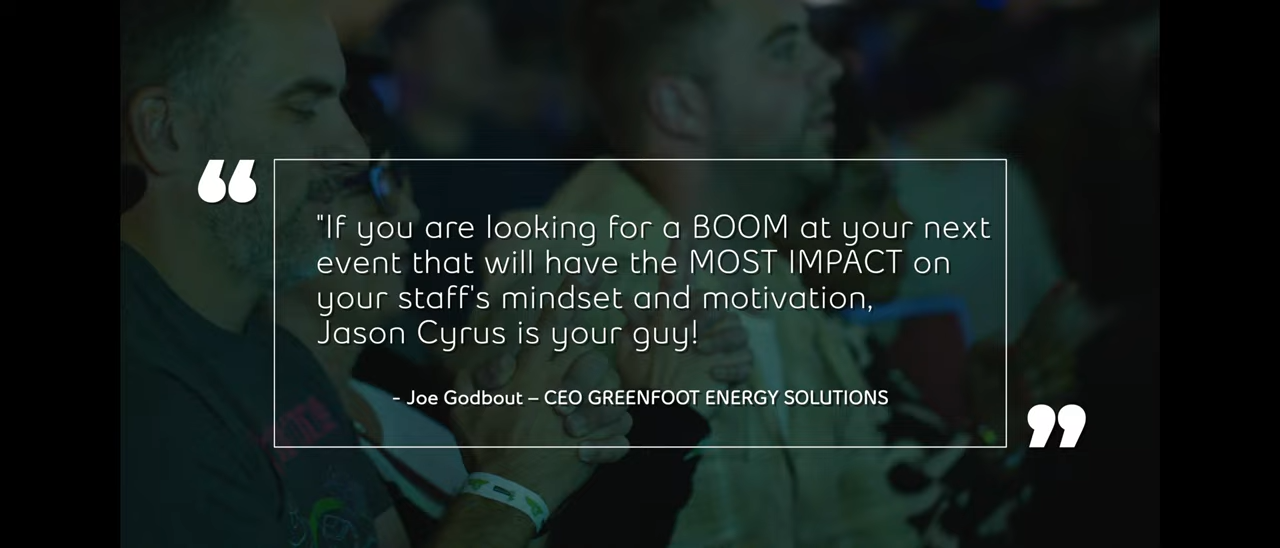 "If you are looking for a BOOM at your next
event that will have the MOST IMPACT on
your staff's mindset and motivation,
Jason Cyrus is your guy!
- Joe Godbout – CEO GREENFOOT ENERGY SOLUTIONS